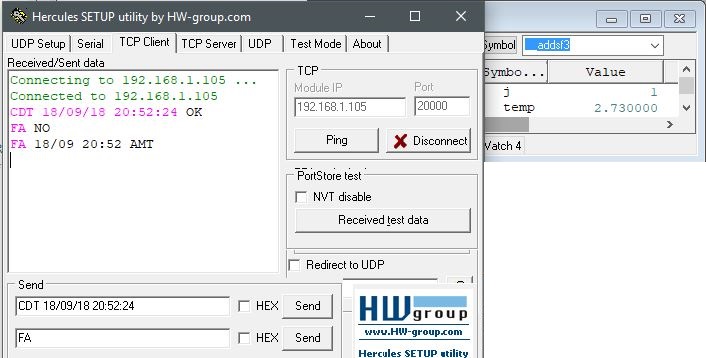 Hercules SETUP utility by HW-group.com
UDP Setup Serial TCP Client TCP Server UDP Test Mode About
Received/Sent data
Connecting to 192.168.1.105 ...
Connected to 192.168.1.105
CDT 18/09/18 20:52:24 OK
FA NO
FA 18/09 20:52 AMT
TCP
Module IP Port
192.168.1.105 20000
Ping Disconnect
PortStore test
NVT disable
Received test data
Redirect to UDP
Send
CDT 18/09/18 20:52:24 HEX Send
FA HEX Send
HW group
www.HW-group.com
Hercules SETUP utility
Symbol __addsf3
Symbo... Value
j 1
temp 2.730000
Watch 4